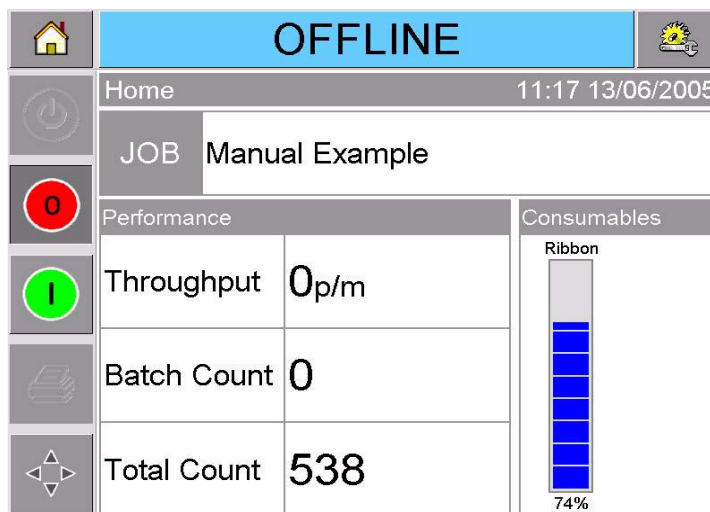 OFFLINE
Home 11:17 13/06/2005
JOB Manual Example
0
Performance
Consumables
Ribbon
I
Throughput 0p/m
Batch Count 0
Total Count 538
74%